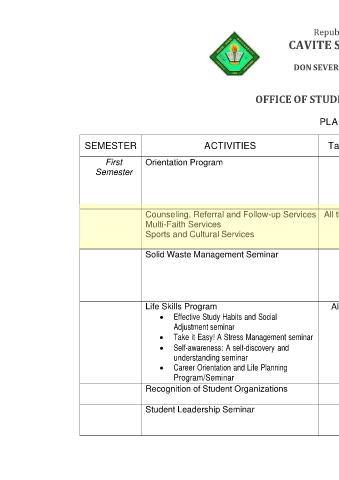 Repub
CAVITE S
DON SEVER
OFFICE OF STUD
PLA
SEMESTER ACTIVITIES Ta
First Orientation Program
Semester
Counseling, Referral and Follow-up Services All t
Multi-Faith Services
Sports and Cultural Services
Solid Waste Management Seminar
Life Skills Program Al
• Effective Study Habits and Social
Adjustment seminar
• Take it Easy! A Stress Management seminar
• Self-awareness: A self-discovery and
understanding seminar
• Career Orientation and Life Planning
Program/Seminar
Recognition of Student Organizations
Student Leadership Seminar